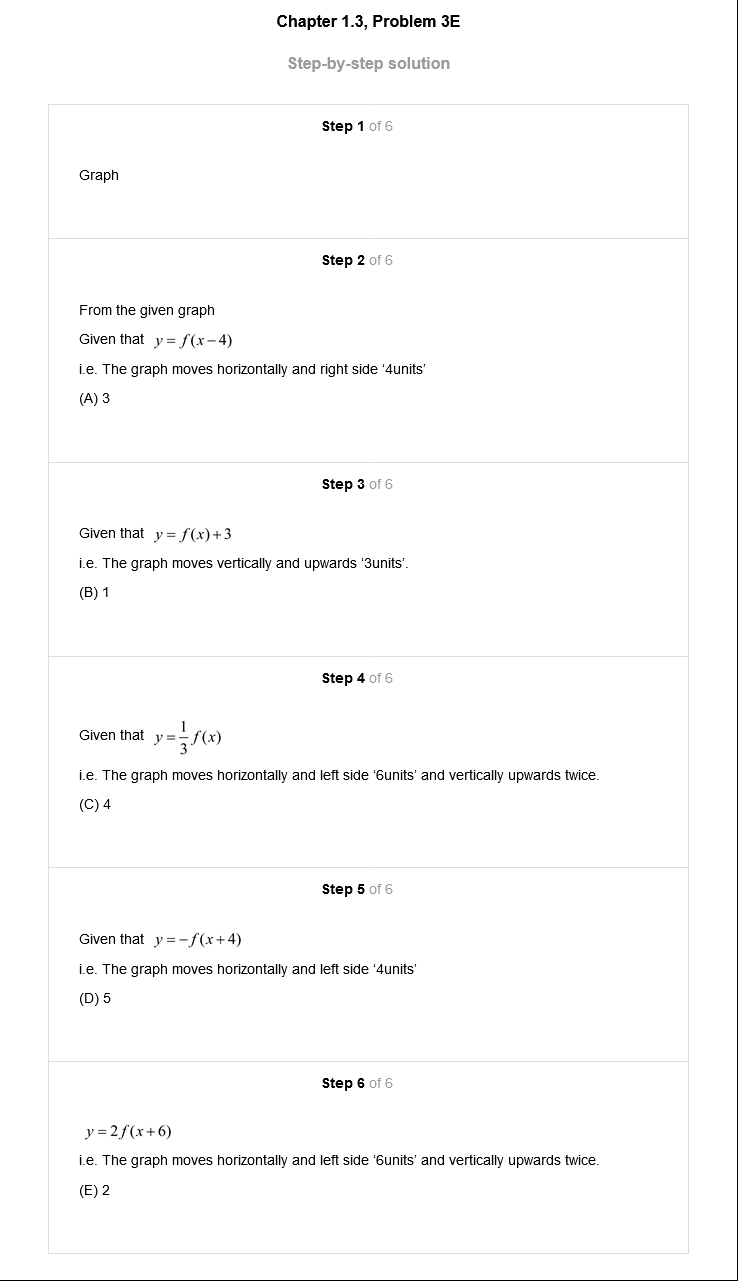 Chapter 1.3, Problem 3E
Step-by-step solution
Step 1 of 6
Graph
Step 2 of 6
From the given graph
Given that y = f(x−4)
i.e. The graph moves horizontally and right side ‘4units’
(A) 3
Step 3 of 6
Given that y = f(x)+3
i.e. The graph moves vertically and upwards ‘3units’.
(B) 1
Step 4 of 6
Given that y = 1/3 f(x)
i.e. The graph moves horizontally and left side ‘6units’ and vertically upwards twice.
(C) 4
Step 5 of 6
Given that y = −f(x+4)
i.e. The graph moves horizontally and left side ‘4units’
(D) 5
Step 6 of 6
y = 2f(x+6)
i.e. The graph moves horizontally and left side ‘6units’ and vertically upwards twice.
(E) 2